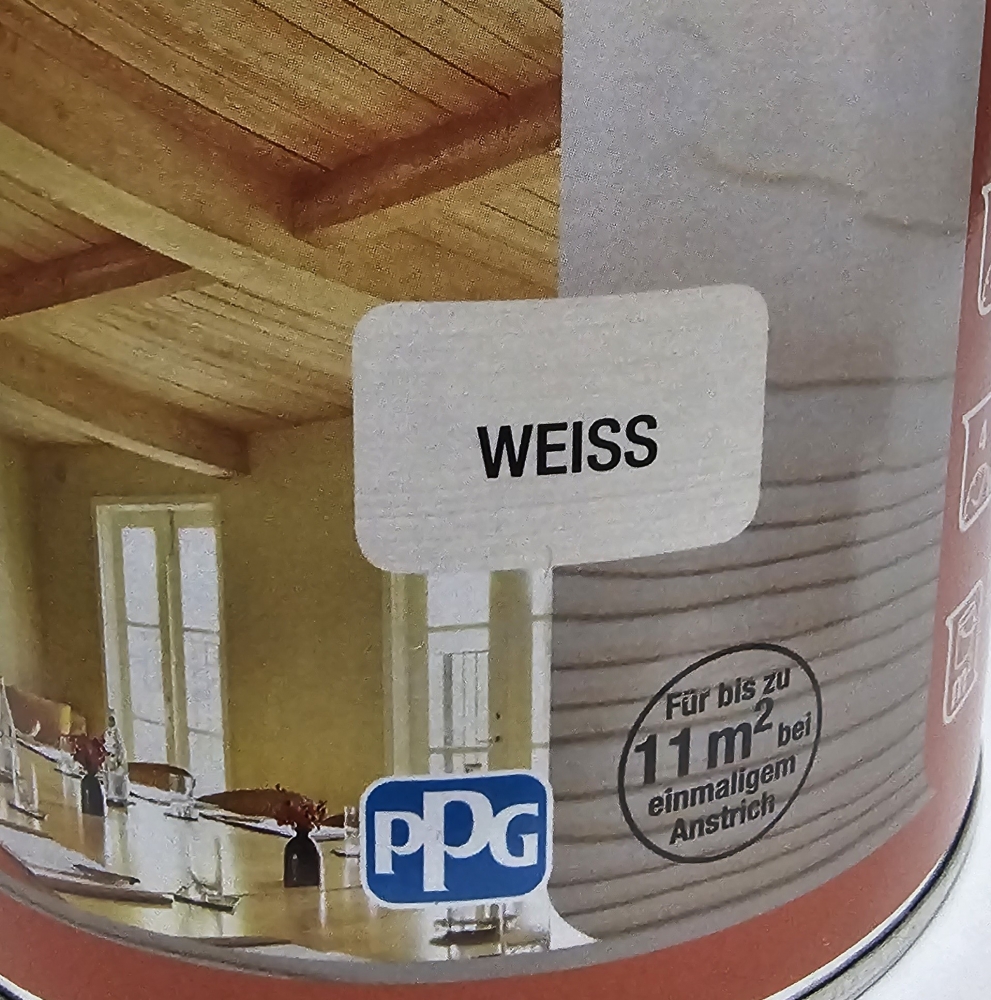 WEISS
Für bis zu
11 m² bei
einmaligem
Anstrich
PPG